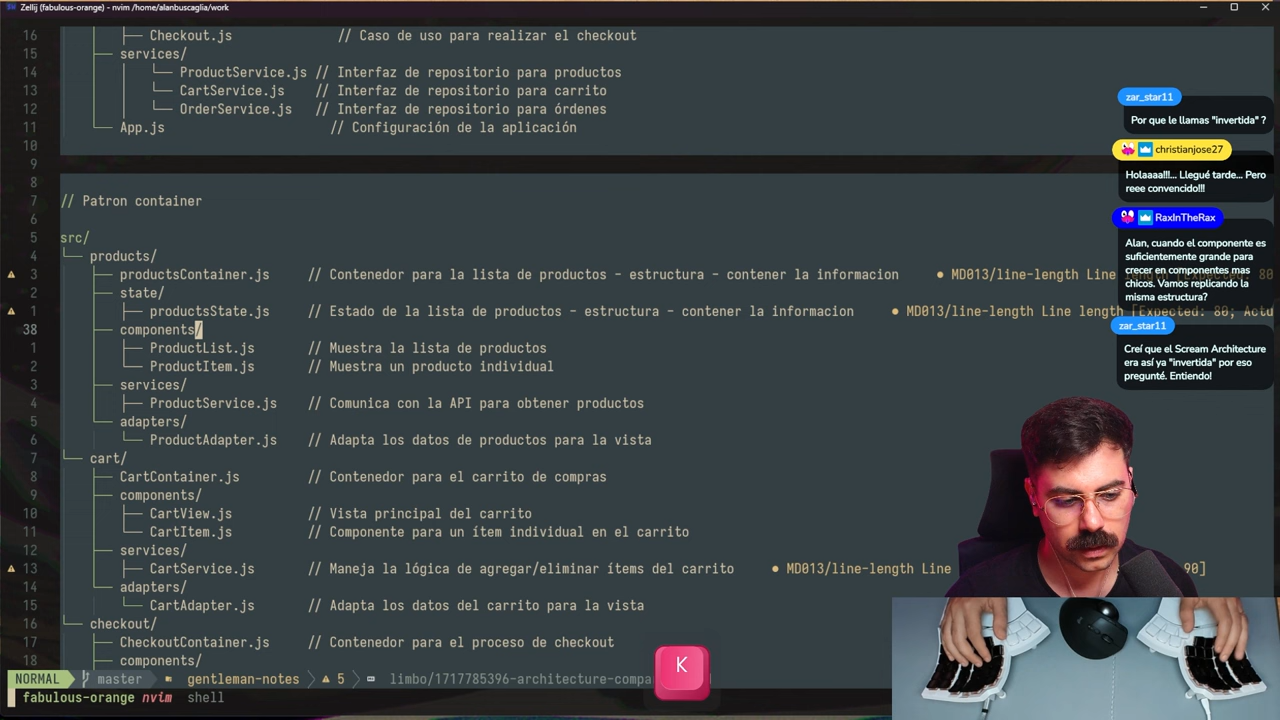 Zellij (fabulous-orange) - nvim /home/alanbuscaglia/work
16 ├── Checkout.js // Caso de uso para realizar el checkout
15 ├── services/
14 │ └── ProductService.js // Interfaz de repositorio para productos
13 │ └── CartService.js // Interfaz de repositorio para carrito
12 │ └── OrderService.js // Interfaz de repositorio para órdenes
11 └── App.js // Configuración de la aplicación
10
9
8
7 // Patron container
6
5 src/
4 └── products/
3 ├── productsContainer.js // Contenedor para la lista de productos - estructura - contener la informacion ● MD013/line-length Line
2 ├── state/
1 ├── productsState.js // Estado de la lista de productos - estructura - contener la informacion ● MD013/line-length Line length [Expected: 80; Actu
38 ├── components/
1 ├── ProductList.js // Muestra la lista de productos
2 └── ProductItem.js // Muestra un producto individual
3 ├── services/
4 ├── ProductService.js // Comunica con la API para obtener productos
5 └── adapters/
6 └── ProductAdapter.js // Adapta los datos de productos para la vista
7 └── cart/
8 ├── CartContainer.js // Contenedor para el carrito de compras
9 ├── components/
10 ├── CartView.js // Vista principal del carrito
11 └── CartItem.js // Componente para un ítem individual en el carrito
12 ├── services/
13 ├── CartService.js // Maneja la lógica de agregar/eliminar ítems del carrito ● MD013/line-length Line 90]
14 └── adapters/
15 └── CartAdapter.js // Adapta los datos del carrito para la vista
16 └── checkout/
17 ├── CheckoutContainer.js // Contenedor para el proceso de checkout
18 ├── components/
NORMAL master gentleman-notes 5 limbo/1717785396-architecture-compa
fabulous-orange nvim shell
K
zar_star11
Por que le llamas "invertida" ?
christianjose27
Holaaaa!!!... Llegué tarde... Pero
reee convencido!!!
RaxInTheRax
Alan, cuando el componente es
suficientemente grande para
crecer en componentes mas
chicos. Vamos replicando la
misma estructura?
zar_star11
Creí que el Scream Architecture
era así ya "invertida" por eso
pregunté. Entiendo!